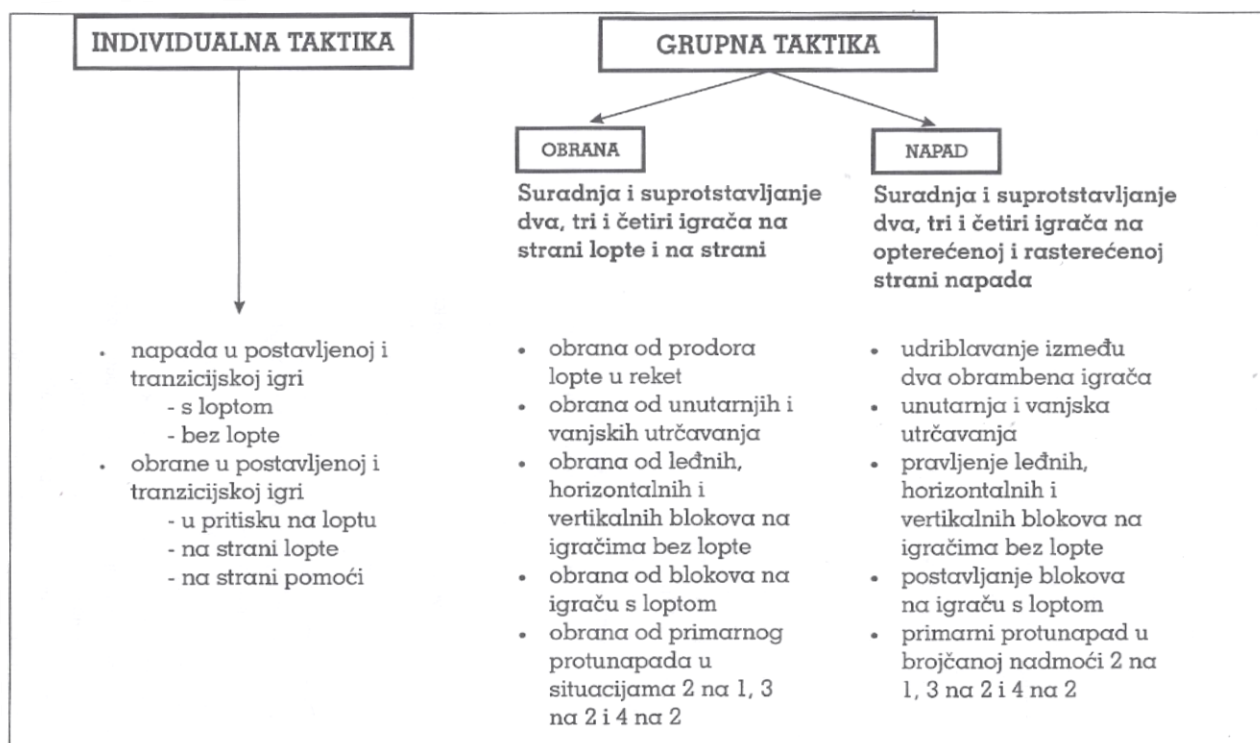 INDIVIDUALNA TAKTIKA
napada u postavljenoj i
tranzicijskoj igri
- s loptom
- bez lopte
obrane u postavljenoj i
tranzicijskoj igri
- u pritisku na loptu
- na strani lopte
- na strani pomoći
GRUPNA TAKTIKA
OBRANA
Suradnja i suprotstavljanje
dva, tri i četiri igrača na
strani lopte i na strani
• obrana od prodora
lopte u reket
• obrana od unutarnjih i
vanjskih utrčavanja
• obrana od leđnih,
horizontalnih i
vertikalnih blokova na
igračima bez lopte
• obrana od blokova na
igraču s loptom
• obrana od primarnog
protunapada u
situacijama 2 na 1, 3
na 2 i 4 na 2
NAPAD
Suradnja i suprotstavljanje
dva, tri i četiri igrača na
opterećenoj i rasterećenoj
strani napada
• udriblavanje između
dva obrambena igrača
• unutarnja i vanjska
utrčavanja
• pravljenje leđnih,
horizontalnih i
vertikalnih blokova na
igračima bez lopte
• postavljanje blokova
na igraču s loptom
• primarni protunapad u
brojčanoj nadmoći 2 na
1, 3 na 2 i 4 na 2